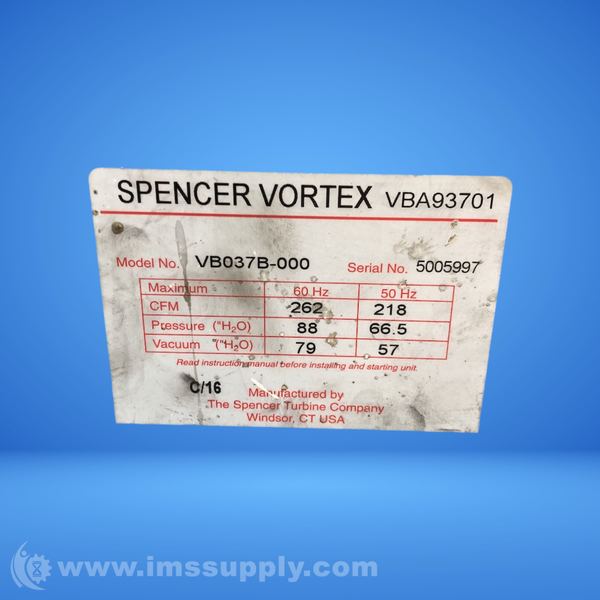 SPENCER VORTEX VBA93701
Model No. VB037B-000 Serial No. 5005997
Maximum 60 Hz 50 Hz
CFM 262 218
Pressure ("H₂O) 88 66.5
Vacuum ("H₂O) 79 57
Read instruction manual before installing and starting unit.
C/16
Manufactured by
The Spencer Turbine Company
Windsor, CT USA
www.imssupply.com